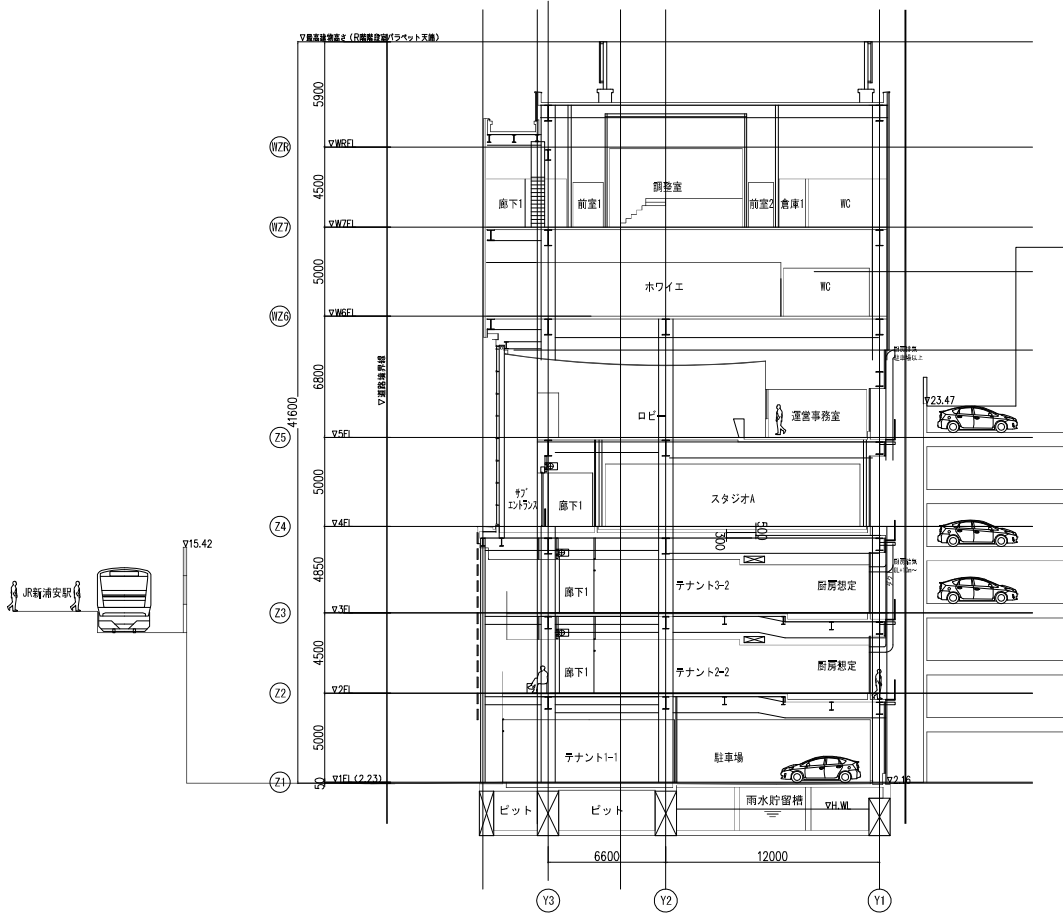 ▽最高建物高さ (R階階段室パラペット天端)
5900
WZR
▽WRFL
4500
調整室
廊下1
前室1
前室2
倉庫1
WC
WZ7
▽W7FL
5000
ホワイエ
WC
WZ6
▽W6FL
6800
41600
▽道路境界線
▽23.47
ロビー
運営事務室
Z5
▽5FL
5000
サブ
エントランス
廊下1
スタジオA
Z4
▽4FL
300
500
▽15.42
4850
廊下1
テナント3-2
厨房想定
JR新浦安駅
Z3
▽3FL
4500
廊下1
テナント2-2
厨房想定
Z2
▽2FL
5000
テナント1-1
駐車場
Z1
50
▽1FL (2.23)
▽2.16
ピット
ピット
雨水貯留槽
▽H.WL
6600
12000
Y3
Y2
Y1